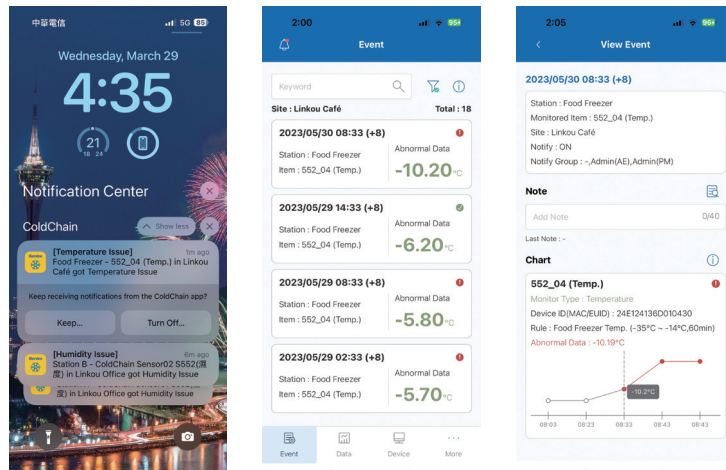 中華電信
5G 85
Wednesday, March 29
4:35
21
18 24
Notification Center
ColdChain
Show less
[Temperature Issue]
1m ago
Food Freezer - 552_04 (Temp.) in Linkou
Café got Temperature Issue
Keep receiving notifications from the ColdChain app?
Keep...
Turn Off...
[Humidity Issue]
6m ago
Station B - ColdChain Sensor02 S552(濕
度) in Linkou Office got Humidity Issue
度) in Linkou Office got Humidity Issue
2:00
95
Event
Keyword
Site : Linkou Café
Total : 18
2023/05/30 08:33 (+8)
Station : Food Freezer
Item : 552_04 (Temp.)
Abnormal Data
-10.20°C
2023/05/29 14:33 (+8)
Station : Food Freezer
Item : 552_04 (Temp.)
Abnormal Data
-6.20°C
2023/05/29 08:33 (+8)
Station : Food Freezer
Item : 552_04 (Temp.)
Abnormal Data
-5.80°C
2023/05/29 02:33 (+8)
Station : Food Freezer
Item : 552_04 (Temp.)
Abnormal Data
-5.70°C
Event
Data
Device
More
2:05
96
View Event
2023/05/30 08:33 (+8)
Station : Food Freezer
Monitored Item : 552_04 (Temp.)
Site : Linkou Café
Notify : ON
Notify Group : -,Admin(AE),Admin(PM)
Note
Add Note
0/40
Last Note : -
Chart
552_04 (Temp.)
Monitor Type : Temperature
Device ID(MAC/EUID) : 24E124136D010430
Rule : Food Freezer Temp. (-35°C ~ -14°C,60min)
Abnormal Data : -10.19°C
-10.2°C
08:03
08:23
08:33
08:43
08:43